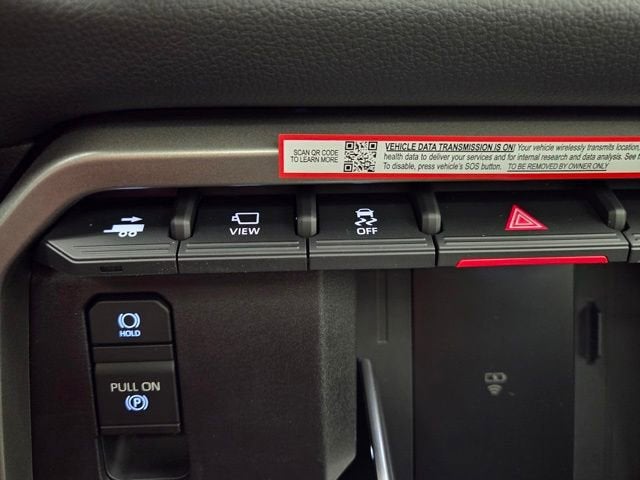 SCAN QR CODE
TO LEARN MORE
VEHICLE DATA TRANSMISSION IS ON! Your vehicle wirelessly transmits location,
health data to deliver your services and for internal research and data analysis. See
To disable, press vehicle's SOS button. TO BE REMOVED BY OWNER ONLY
VIEW
OFF
HOLD
PULL ON
P